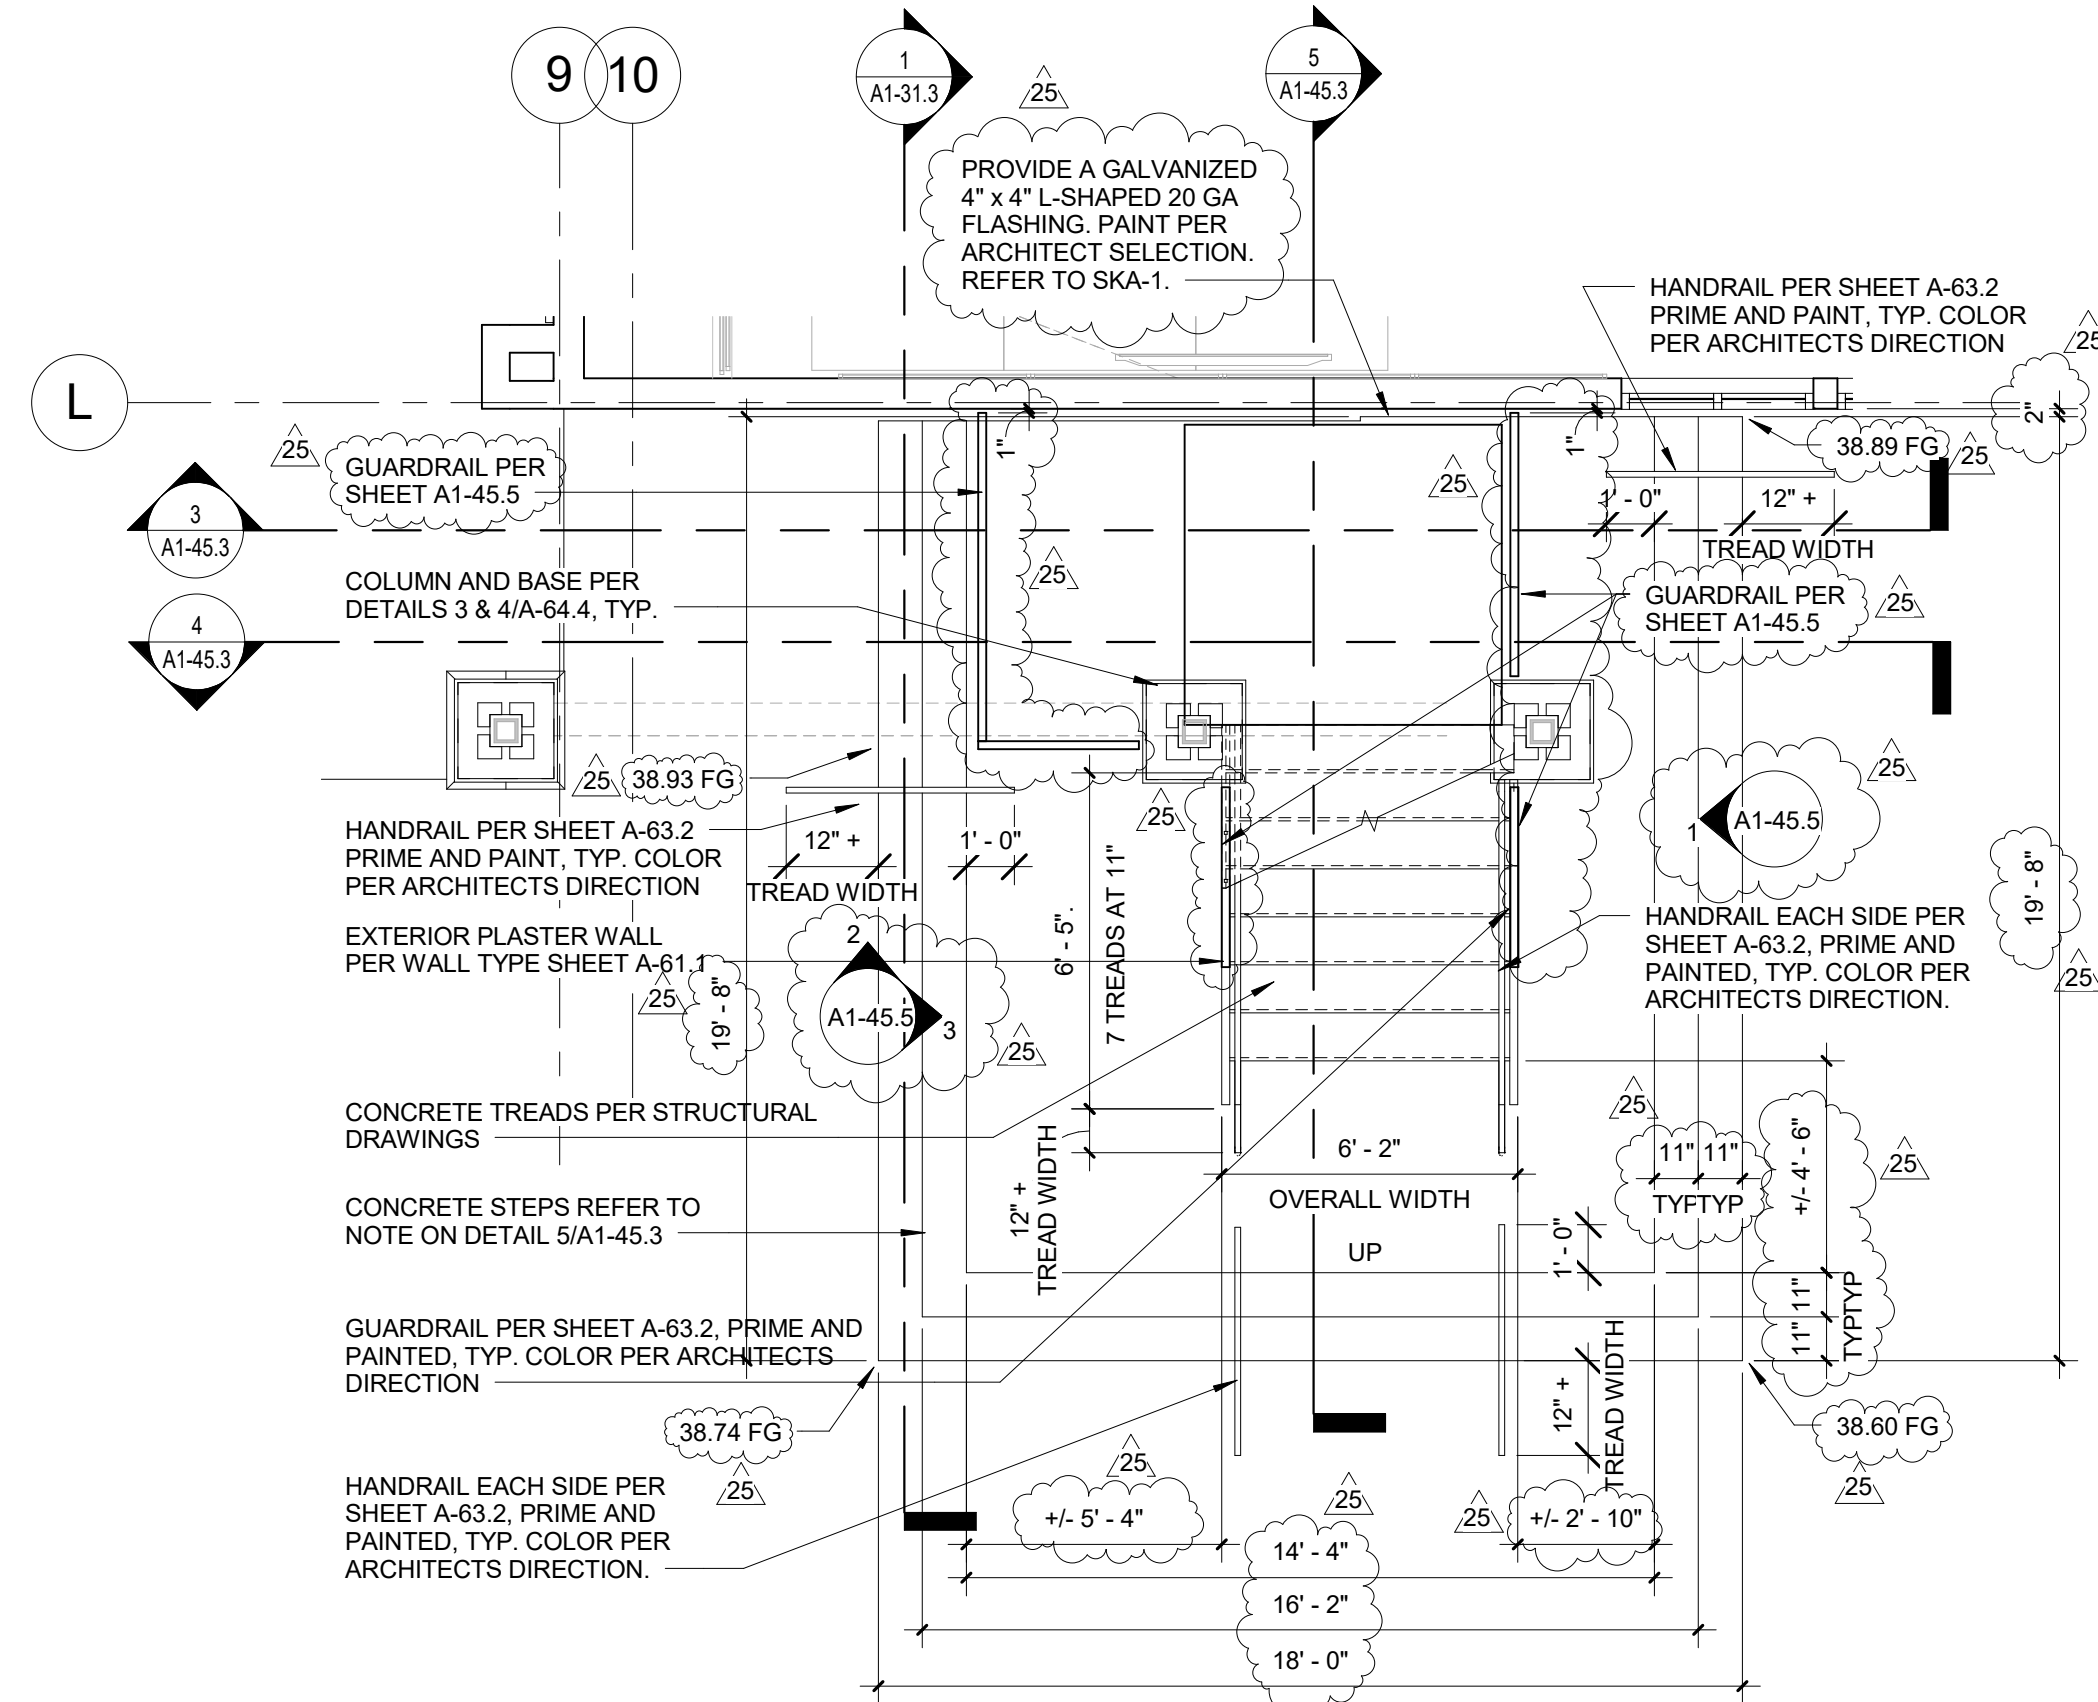 9
10
1
A1-31.3
5
A1-45.3
25
PROVIDE A GALVANIZED
4" x 4" L-SHAPED 20 GA
FLASHING. PAINT PER
ARCHITECT SELECTION.
REFER TO SKA-1.
HANDRAIL PER SHEET A-63.2
PRIME AND PAINT, TYP. COLOR
PER ARCHITECTS DIRECTION
25
L
2"
1"
1"
38.89 FG
25
25
GUARDRAIL PER
SHEET A1-45.5
25
1' - 0"
12" +
TREAD WIDTH
3
A1-45.3
COLUMN AND BASE PER
DETAILS 3 & 4/A-64.4, TYP.
25
GUARDRAIL PER
SHEET A1-45.5
25
4
A1-45.3
25
38.93 FG
25
25
1
A1-45.5
HANDRAIL PER SHEET A-63.2
PRIME AND PAINT, TYP. COLOR
PER ARCHITECTS DIRECTION
12" +
1' - 0"
TREAD WIDTH
6' - 5".
7 TREADS AT 11"
19' - 8"
25
EXTERIOR PLASTER WALL
PER WALL TYPE SHEET A-61.1
25
19' - 8"
2
A1-45.5
3
25
HANDRAIL EACH SIDE PER
SHEET A-63.2, PRIME AND
PAINTED, TYP. COLOR PER
ARCHITECTS DIRECTION.
CONCRETE TREADS PER STRUCTURAL
DRAWINGS
12" +
TREAD WIDTH
6' - 2"
OVERALL WIDTH
UP
25
11"
11"
TYP
TYP
+/- 4' - 6"
25
CONCRETE STEPS REFER TO
NOTE ON DETAIL 5/A1-45.3
1' - 0"
11"
11"
TYP
TYP
GUARDRAIL PER SHEET A-63.2, PRIME AND
PAINTED, TYP. COLOR PER ARCHITECTS
DIRECTION
12" +
TREAD WIDTH
38.74 FG
25
38.60 FG
25
HANDRAIL EACH SIDE PER
SHEET A-63.2, PRIME AND
PAINTED, TYP. COLOR PER
ARCHITECTS DIRECTION.
25
+/- 5' - 4"
25
25
+/- 2' - 10"
14' - 4"
16' - 2"
18' - 0"